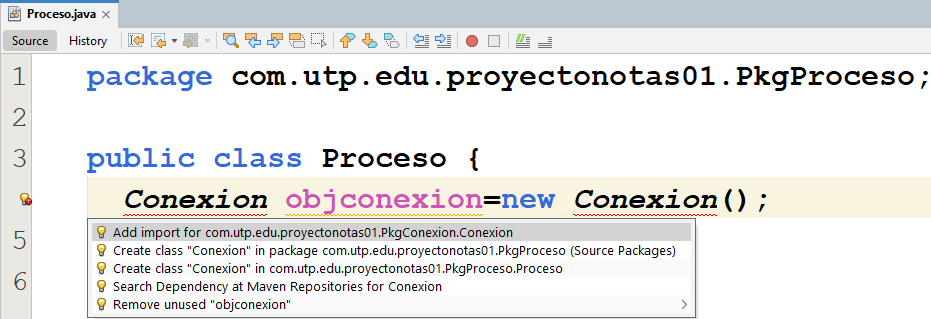 Proceso.java
Source History
1 package com.utp.edu.proyectonotas01.PkgProceso;
2
3 public class Proceso {
Conexion objconexion=new Conexion();
Add import for com.utp.edu.proyectonotas01.PkgConexion.Conexion
5 Create class "Conexion" in package com.utp.edu.proyectonotas01.PkgProceso (Source Packages)
Create class "Conexion" in com.utp.edu.proyectonotas01.PkgProceso.Proceso
6 Search Dependency at Maven Repositories for Conexion
Remove unused "objconexion"